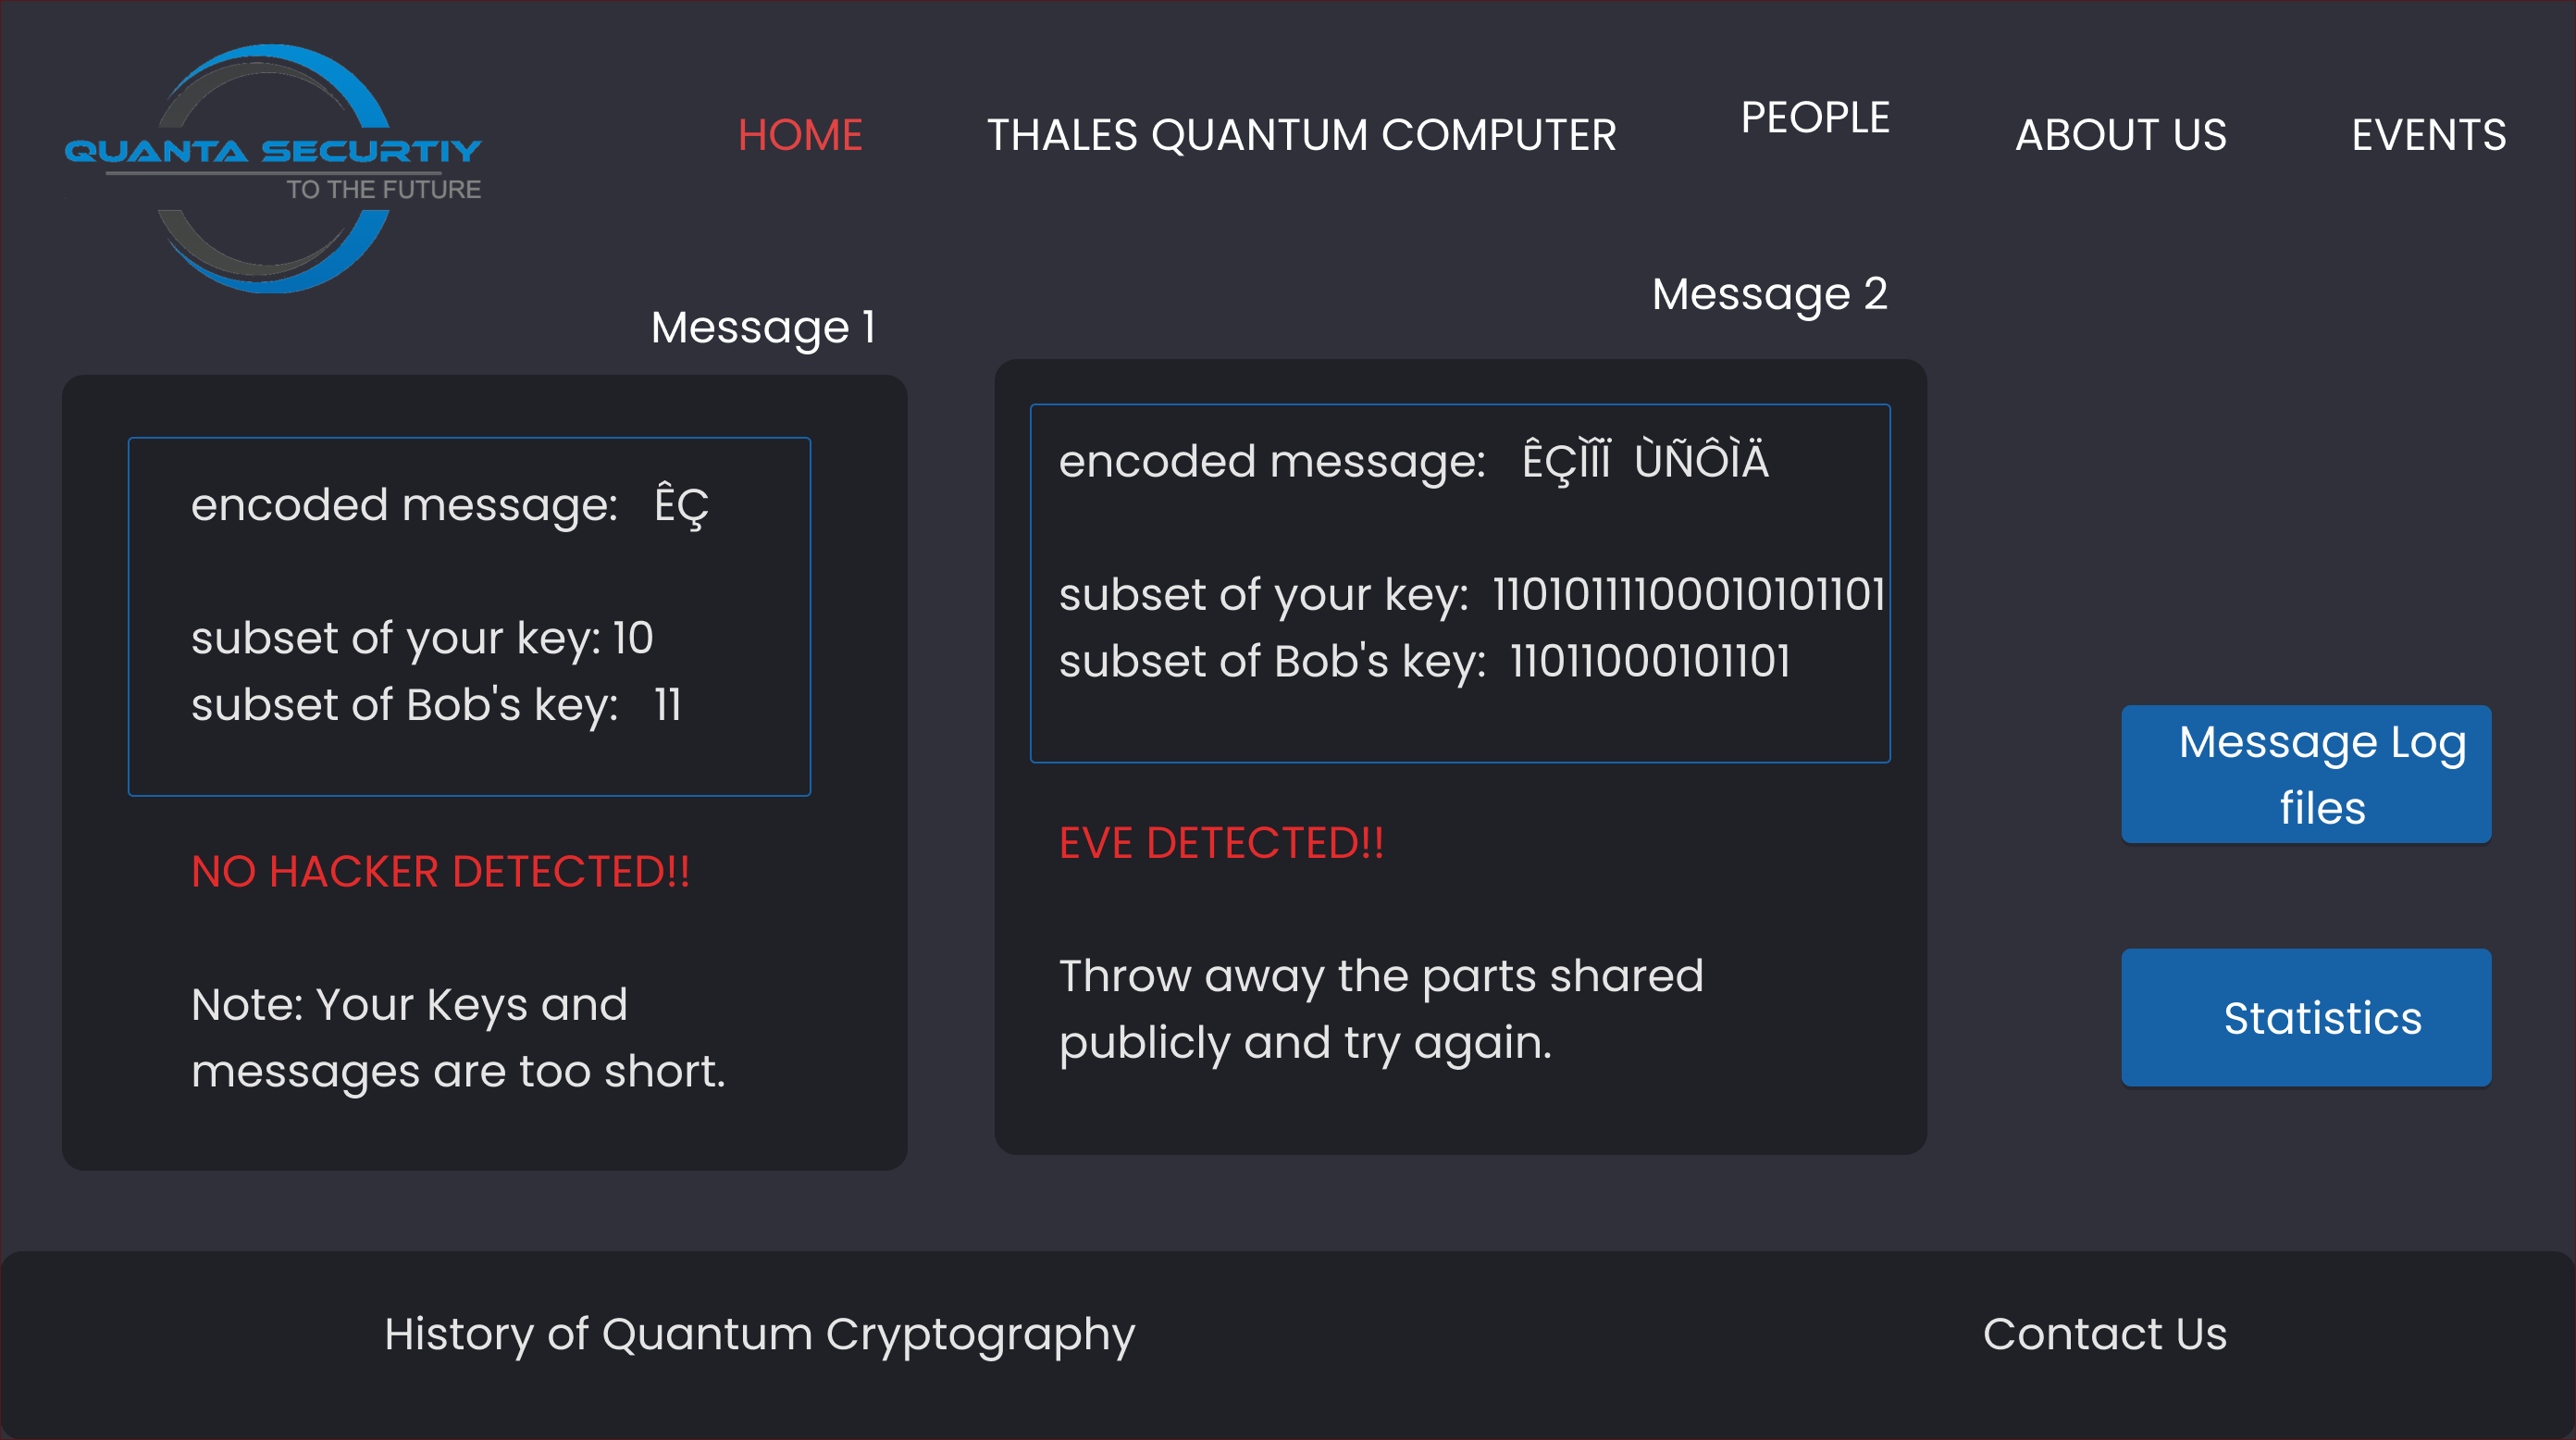 QUANTA SECURTIY
TO THE FUTURE
HOME
THALES QUANTUM COMPUTER
PEOPLE
ABOUT US
EVENTS
Message 1
encoded message: ÊÇ
subset of your key: 10
subset of Bob's key: 11
NO HACKER DETECTED!!
Note: Your Keys and
messages are too short.
Message 2
encoded message: ÊÇÌÎÏ ÙÑÔÌÄ
subset of your key: 11010111100010101101
subset of Bob's key: 11011000101101
EVE DETECTED!!
Throw away the parts shared
publicly and try again.
Message Log
files
Statistics
History of Quantum Cryptography
Contact Us